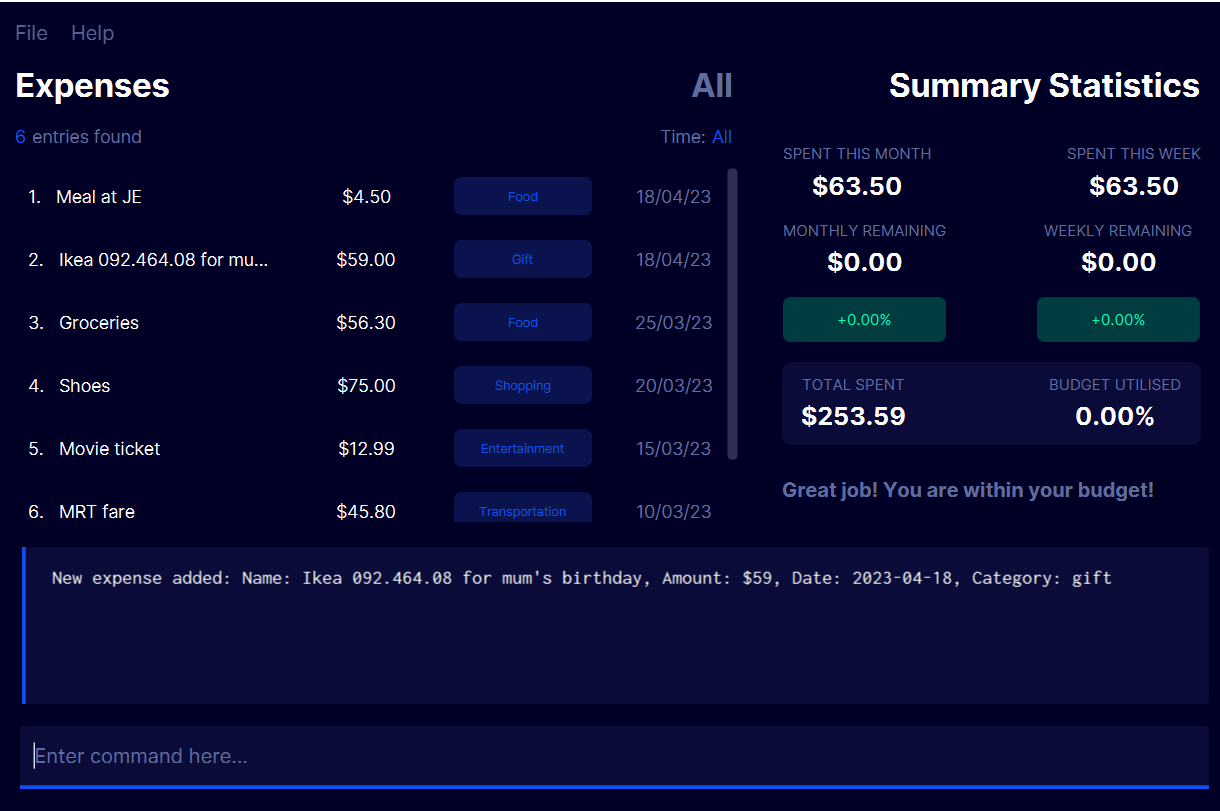 File Help
Expenses All
6 entries found Time: All
1. Meal at JE $4.50 Food 18/04/23
2. Ikea 092.464.08 for mu... $59.00 Gift 18/04/23
3. Groceries $56.30 Food 25/03/23
4. Shoes $75.00 Shopping 20/03/23
5. Movie ticket $12.99 Entertainment 15/03/23
6. MRT fare $45.80 Transportation 10/03/23
Summary Statistics
SPENT THIS MONTH SPENT THIS WEEK
$63.50 $63.50
MONTHLY REMAINING WEEKLY REMAINING
$0.00 $0.00
+0.00% +0.00%
TOTAL SPENT BUDGET UTILISED
$253.59 0.00%
Great job! You are within your budget!
New expense added: Name: Ikea 092.464.08 for mum's birthday, Amount: $59, Date: 2023-04-18, Category: gift
Enter command here...